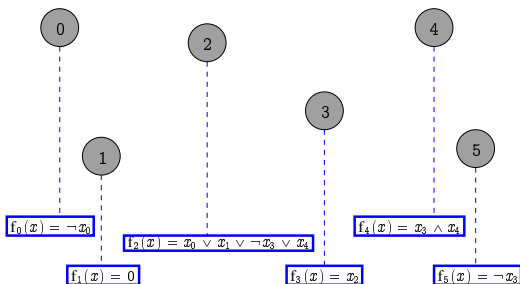 0
4
2
3
1
5
f₀(x) = ¬x₀
f₄(x) = x₃ ∧ x₄
f₂(x) = x₀ ∨ x₁ ∨ ¬x₃ ∨ x₄
f₁(x) = 0
f₃(x) = x₂
f₅(x) = ¬x₃